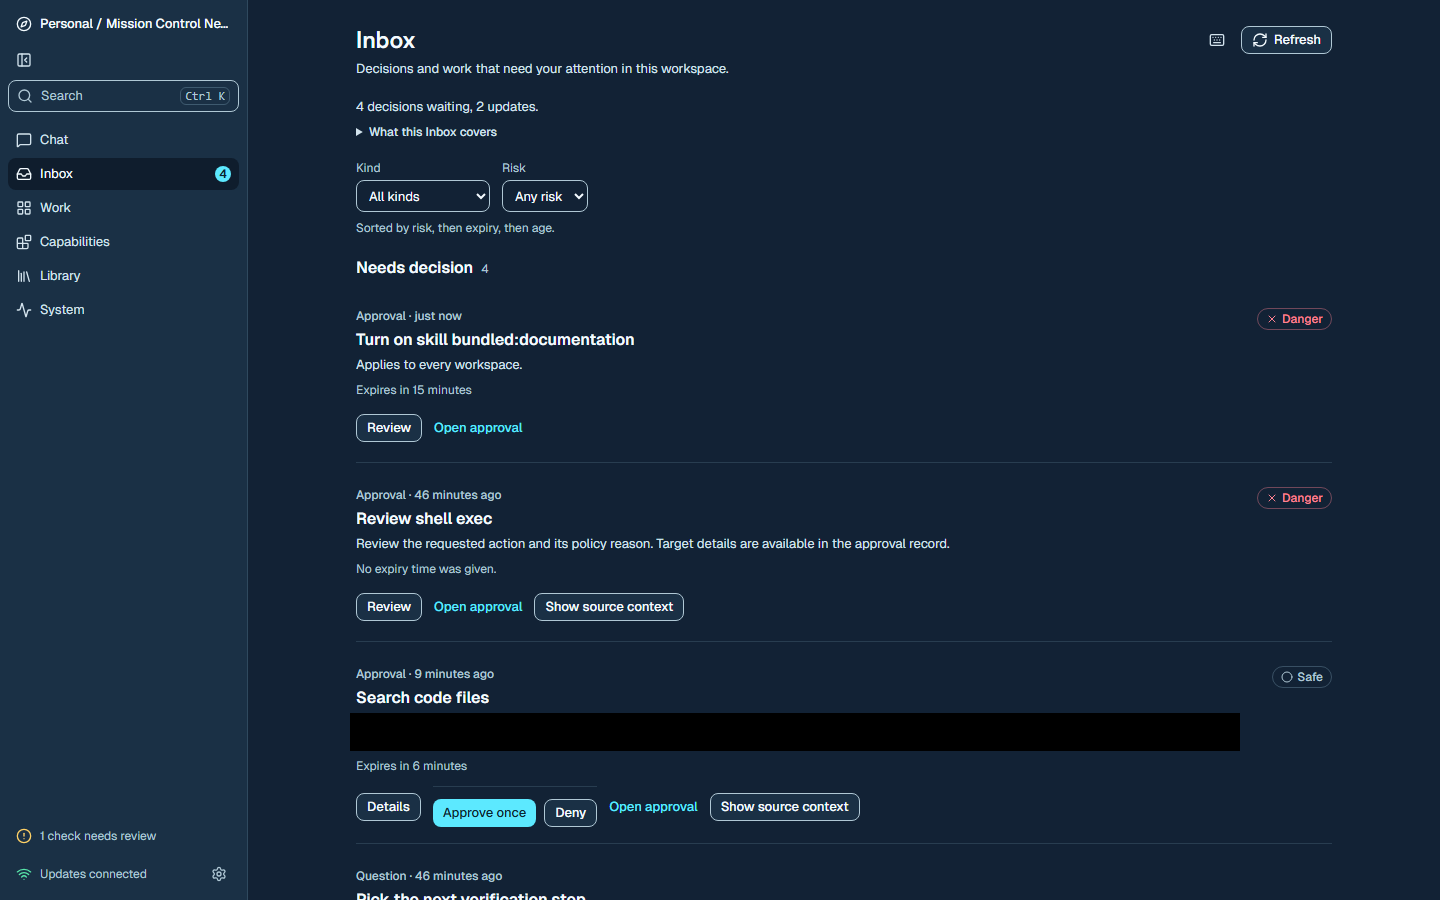 Personal / Mission Control Ne...
Search
Ctrl K
Chat
Inbox
4
Work
Capabilities
Library
System
1 check needs review
Updates connected
Inbox
Refresh
Decisions and work that need your attention in this workspace.
4 decisions waiting, 2 updates.
What this Inbox covers
Kind
Risk
All kinds
Any risk
Sorted by risk, then expiry, then age.
Needs decision 4
Approval · just now
Danger
Turn on skill bundled:documentation
Applies to every workspace.
Expires in 15 minutes
Review
Open approval
Approval · 46 minutes ago
Danger
Review shell exec
Review the requested action and its policy reason. Target details are available in the approval record.
No expiry time was given.
Review
Open approval
Show source context
Approval · 9 minutes ago
Safe
Search code files
Expires in 6 minutes
Details
Approve once
Deny
Open approval
Show source context
Question · 46 minutes ago
Pick the next verification step